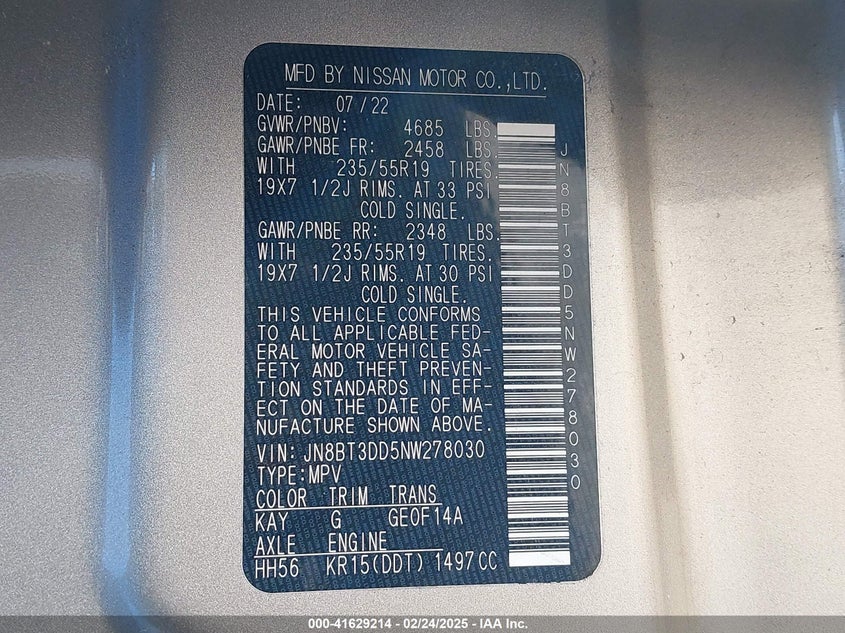 MFD BY NISSAN MOTOR CO.,LTD.
DATE: 07/22
GVWR/PNBV: 4685 LBS.
GAWR/PNBE FR: 2458 LBS.
WITH 235/55R19 TIRES.
19X7 1/2J RIMS. AT 33 PSI
COLD SINGLE.
GAWR/PNBE RR: 2348 LBS.
WITH 235/55R19 TIRES.
19X7 1/2J RIMS. AT 30 PSI
COLD SINGLE.
THIS VEHICLE CONFORMS
TO ALL APPLICABLE FED-
ERAL MOTOR VEHICLE SA-
FETY AND THEFT PREVEN-
TION STANDARDS IN EFF-
ECT ON THE DATE OF MA-
NUFACTURE SHOWN ABOVE.
VIN: JN8BT3DD5NW278030
TYPE:MPV
COLOR TRIM TRANS
KAY G GE0F14A
AXLE ENGINE
HH56 KR15(DDT) 1497CC
JN8BT3DD5NW278030
000-41629214 - 02/24/2025 - IAA Inc.